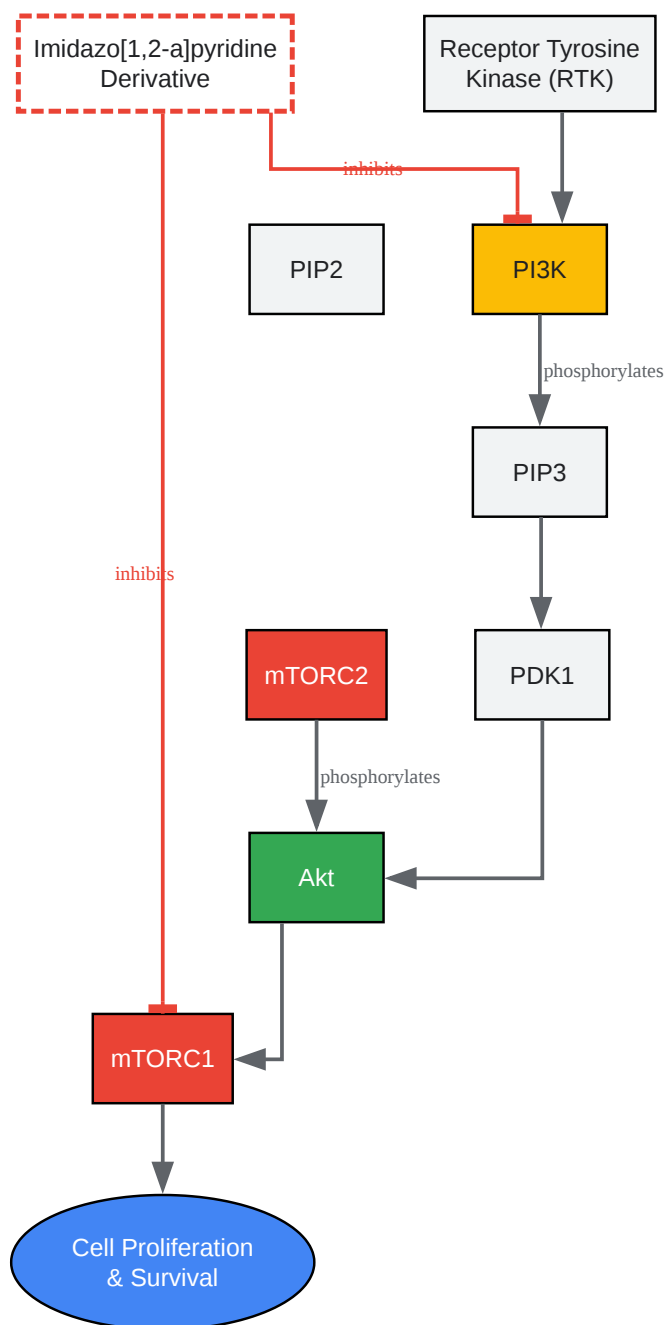 Imidazo[1,2-a]pyridine
Derivative
Receptor Tyrosine
Kinase (RTK)
inhibits
PIP2
PI3K
phosphorylates
PIP3
inhibits
mTORC2
PDK1
phosphorylates
Akt
mTORC1
Cell Proliferation
& Survival